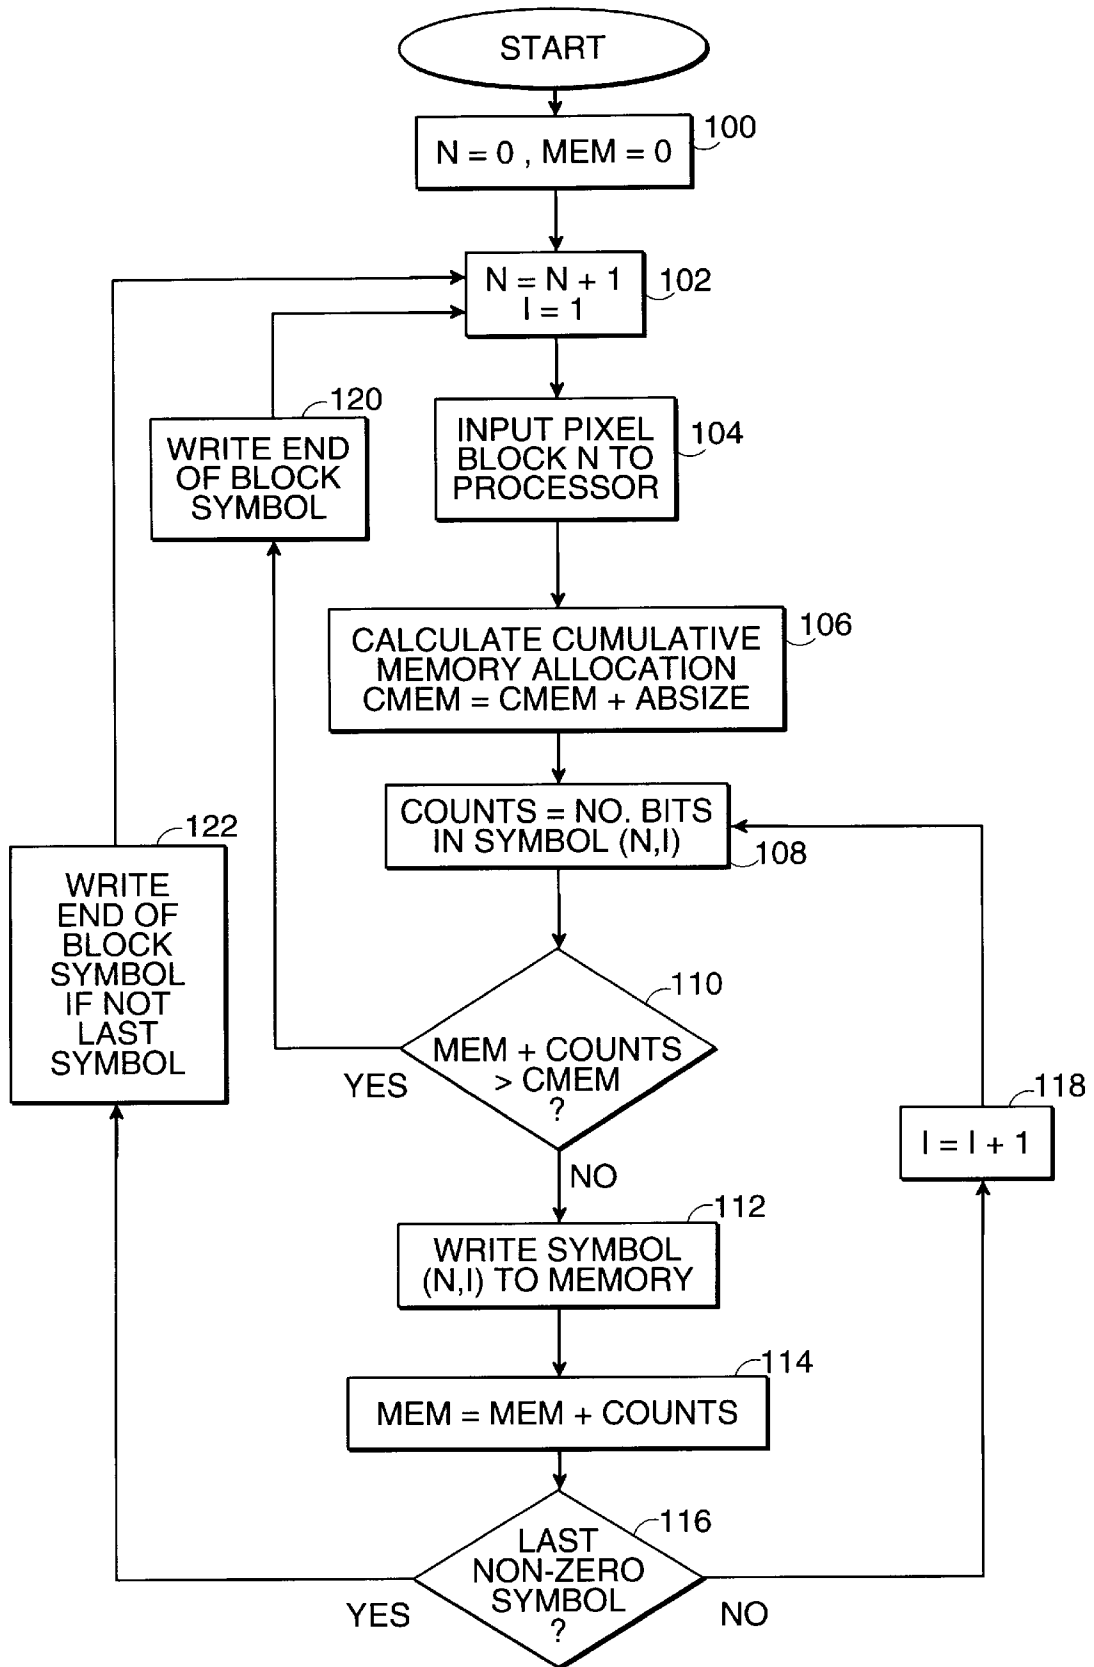 START
100
N = 0 , MEM = 0
N = N + 1
I = 1
102
120
WRITE END
OF BLOCK
SYMBOL
INPUT PIXEL
BLOCK N TO
PROCESSOR
104
CALCULATE CUMULATIVE
MEMORY ALLOCATION
CMEM = CMEM + ABSIZE
106
COUNTS = NO. BITS
IN SYMBOL (N,I)
108
122
WRITE
END OF
BLOCK
SYMBOL
IF NOT
LAST
SYMBOL
110
MEM + COUNTS
> CMEM
?
YES
NO
118
I = I + 1
112
WRITE SYMBOL
(N,I) TO MEMORY
114
MEM = MEM + COUNTS
116
LAST
NON-ZERO
SYMBOL
?
YES
NO